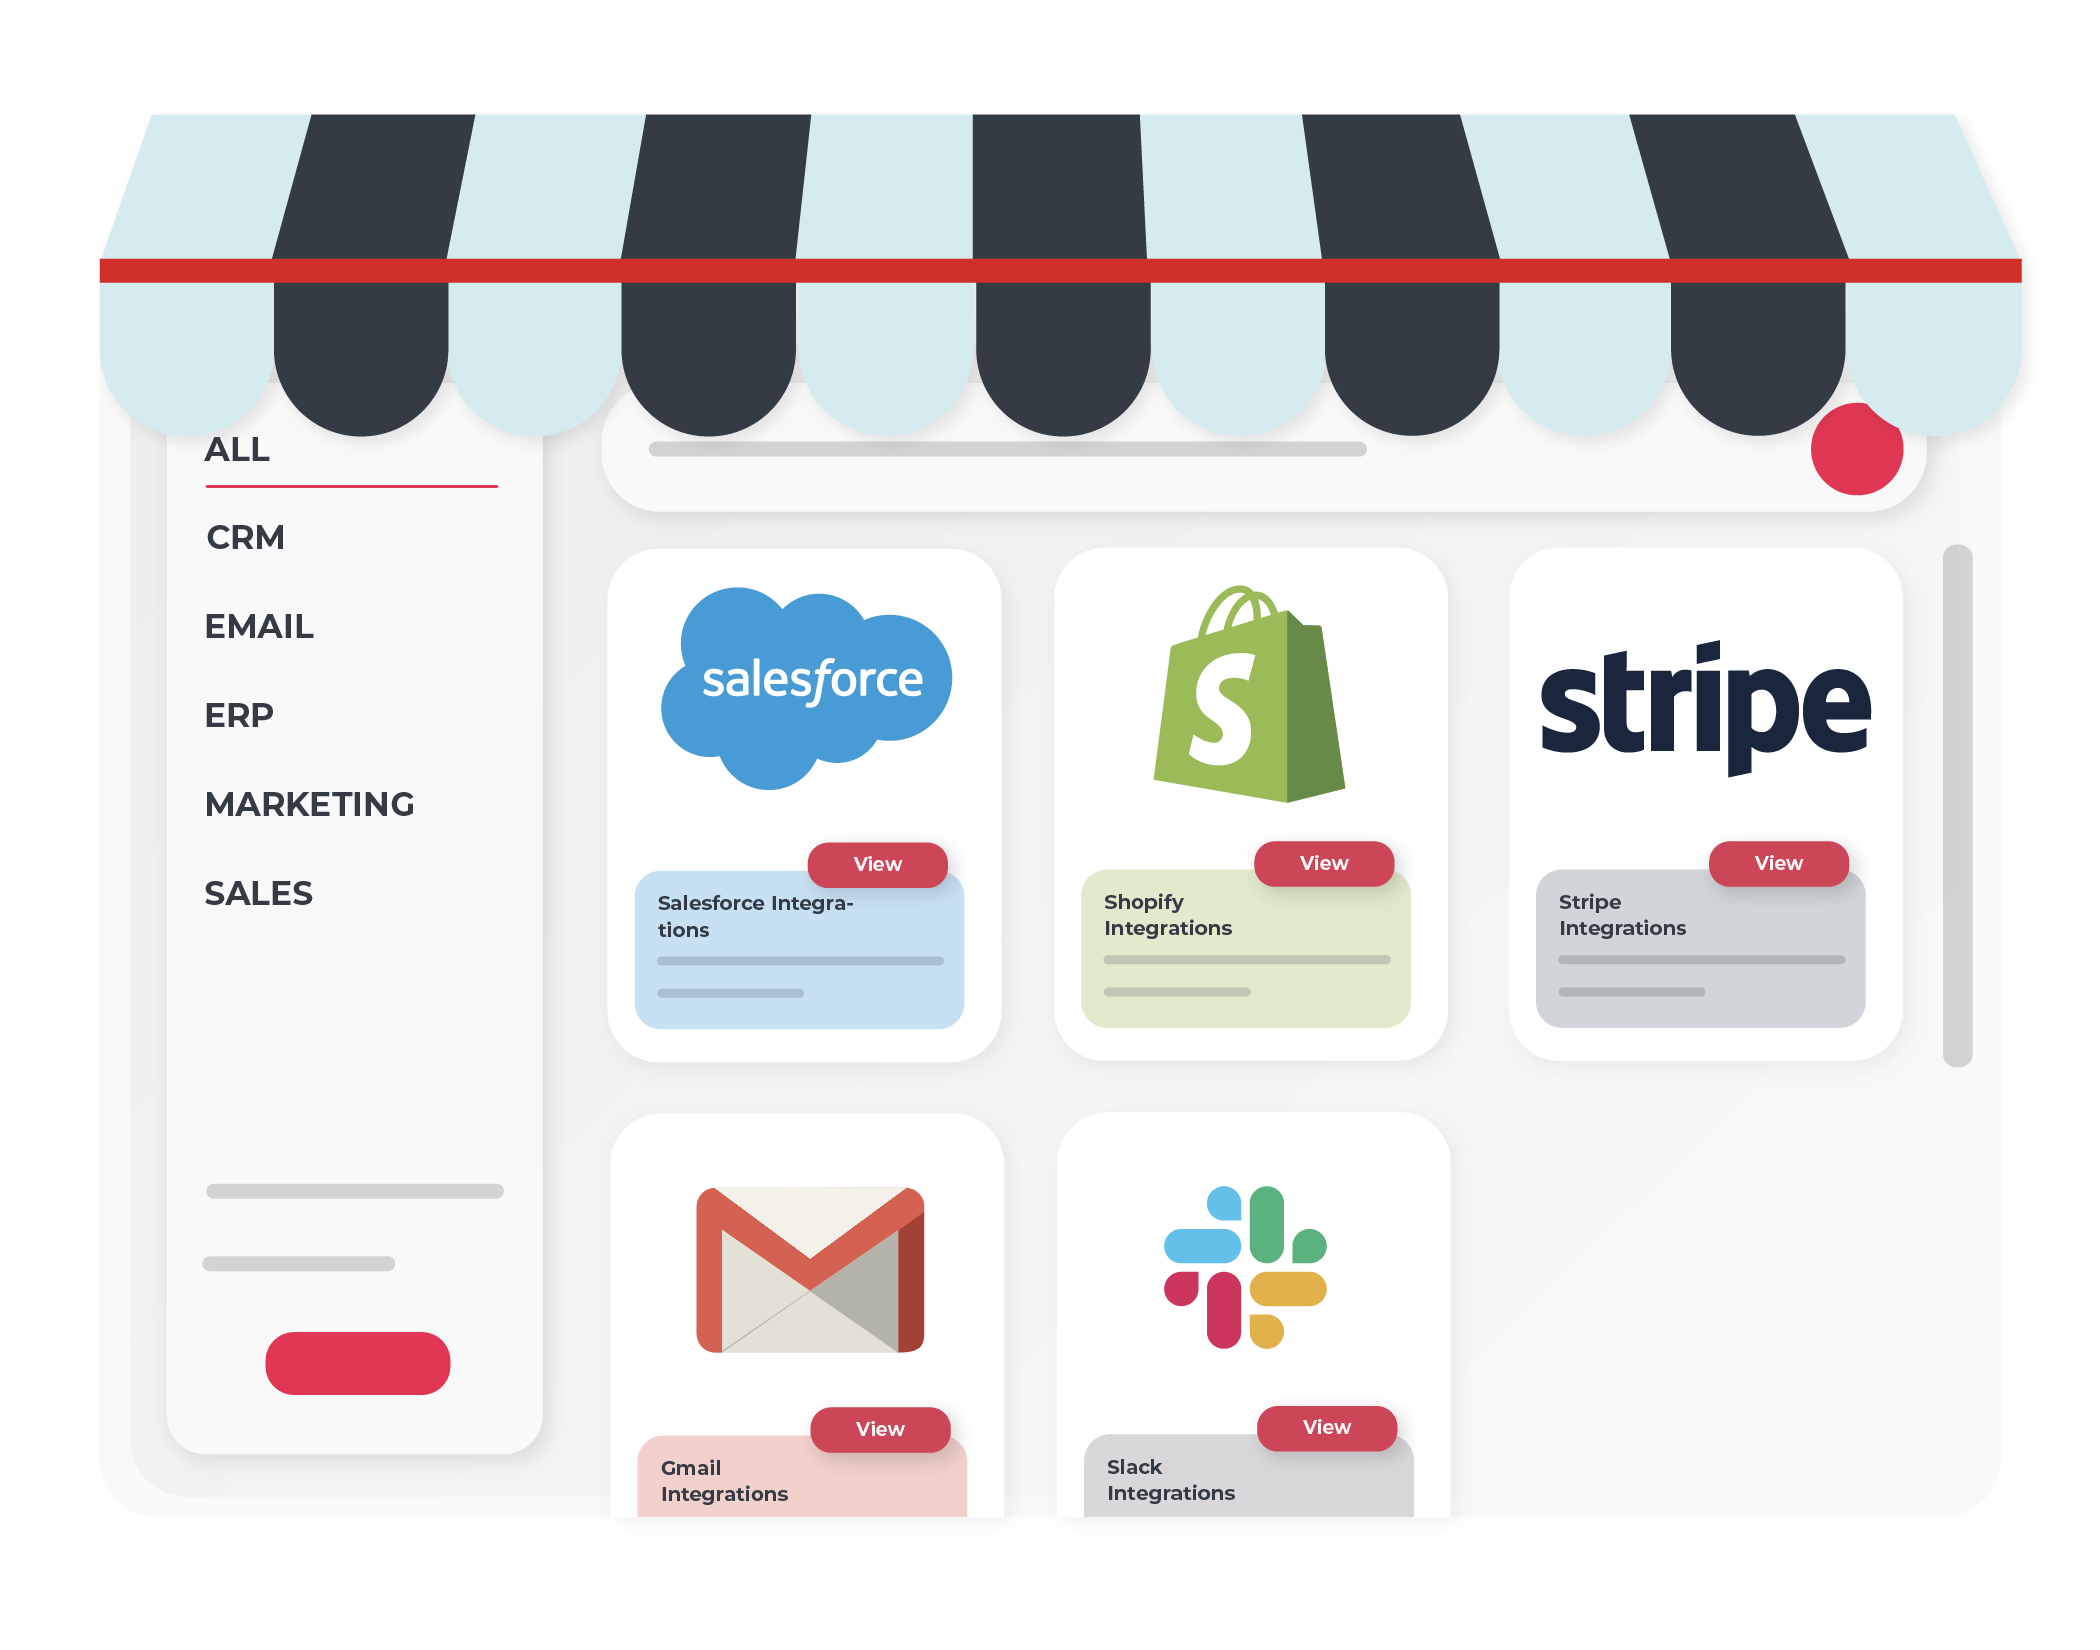 ALL
CRM
EMAIL
ERP
MARKETING
SALES
salesforce
View
Salesforce Integra-
tions
View
Shopify
Integrations
stripe
View
Stripe
Integrations
View
Gmail
Integrations
View
Slack
Integrations